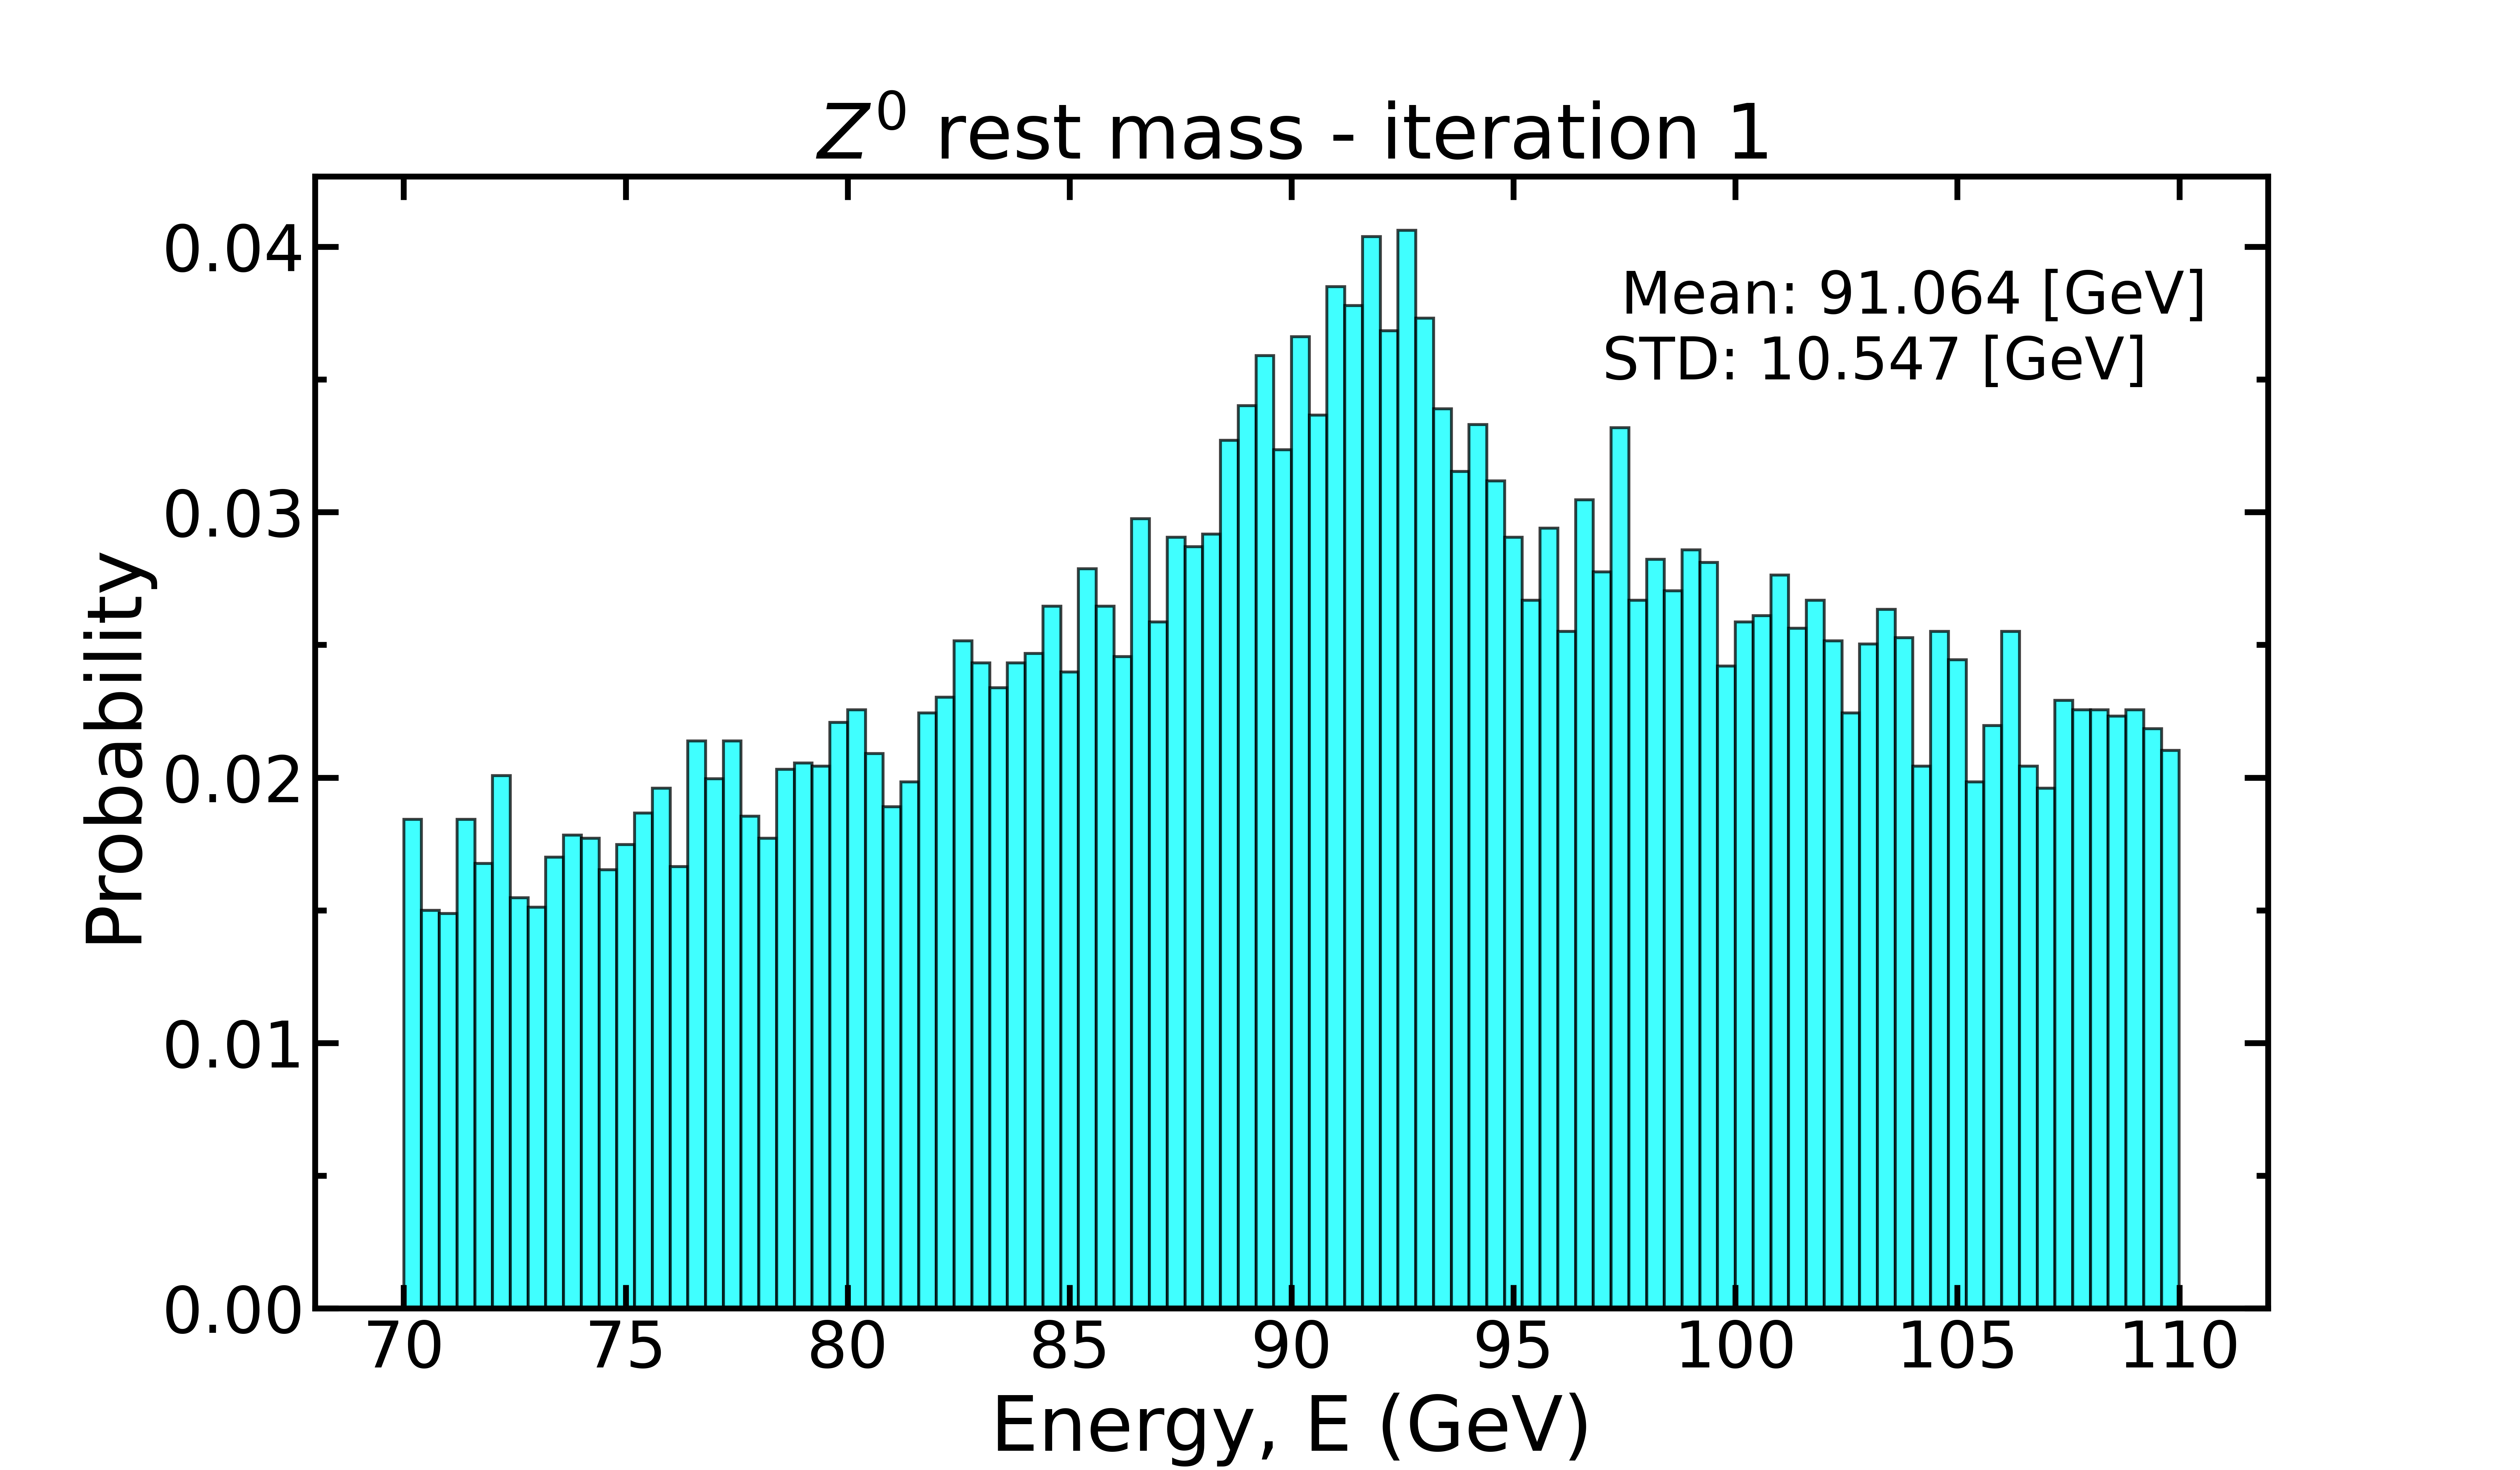 Z⁰ rest mass - iteration 1
Mean: 91.064 [GeV]
STD: 10.547 [GeV]
Probability
0.04
0.03
0.02
0.01
0.00
70 75 80 85 90 95 100 105 110
Energy, E (GeV)